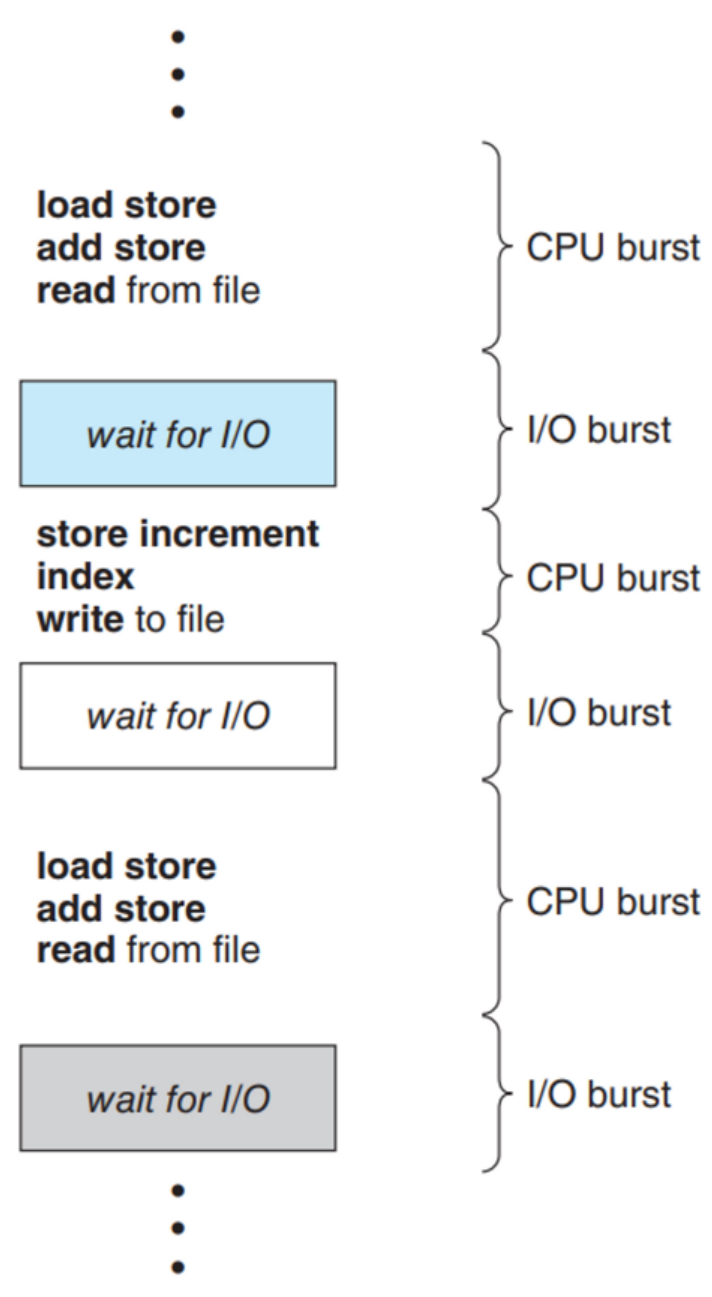 load store
add store
read from file
CPU burst
wait for I/O
I/O burst
store increment
index
write to file
CPU burst
wait for I/O
I/O burst
load store
add store
read from file
CPU burst
wait for I/O
I/O burst